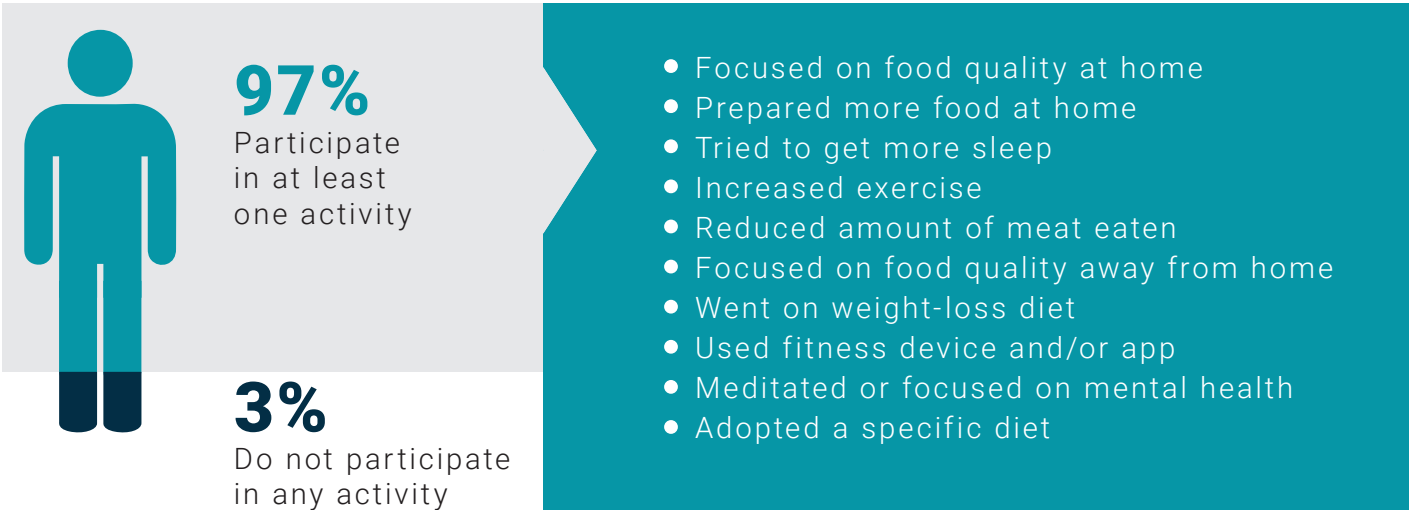 97%
Participate
in at least
one activity
3%
Do not participate
in any activity
• Focused on food quality at home
• Prepared more food at home
• Tried to get more sleep
• Increased exercise
• Reduced amount of meat eaten
• Focused on food quality away from home
• Went on weight-loss diet
• Used fitness device and/or app
• Meditated or focused on mental health
• Adopted a specific diet